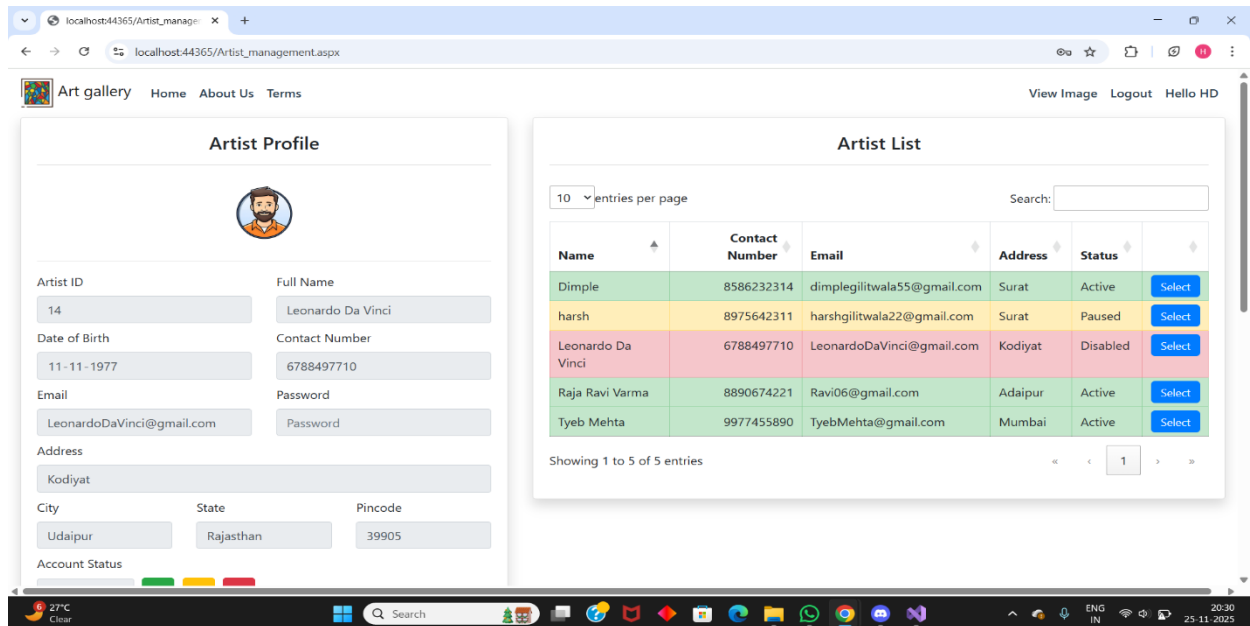 localhost:44365/Artist_manage
localhost:44365/Artist_management.aspx
H
Art gallery Home About Us Terms View Image Logout Hello HD
Artist Profile
Artist ID Full Name
14 Leonardo Da Vinci
Date of Birth Contact Number
11-11-1977 6788497710
Email Password
LeonardoDaVinci@gmail.com Password
Address
Kodiyat
City State Pincode
Udaipur Rajasthan 39905
Account Status
Artist List
10 entries per page Search:
Name Contact Number Email Address Status
Dimple 8586232314 dimplegilitwala55@gmail.com Surat Active Select
harsh 8975642311 harshgilitwala22@gmail.com Surat Paused Select
Leonardo Da Vinci 6788497710 LeonardoDaVinci@gmail.com Kodiyat Disabled Select
Raja Ravi Varma 8890674221 Ravi06@gmail.com Adaipur Active Select
Tyeb Mehta 9977455890 TyebMehta@gmail.com Mumbai Active Select
Showing 1 to 5 of 5 entries « ‹ 1 › »
6 27°C
Clear
Search
ENG
IN
20:30
25-11-2025